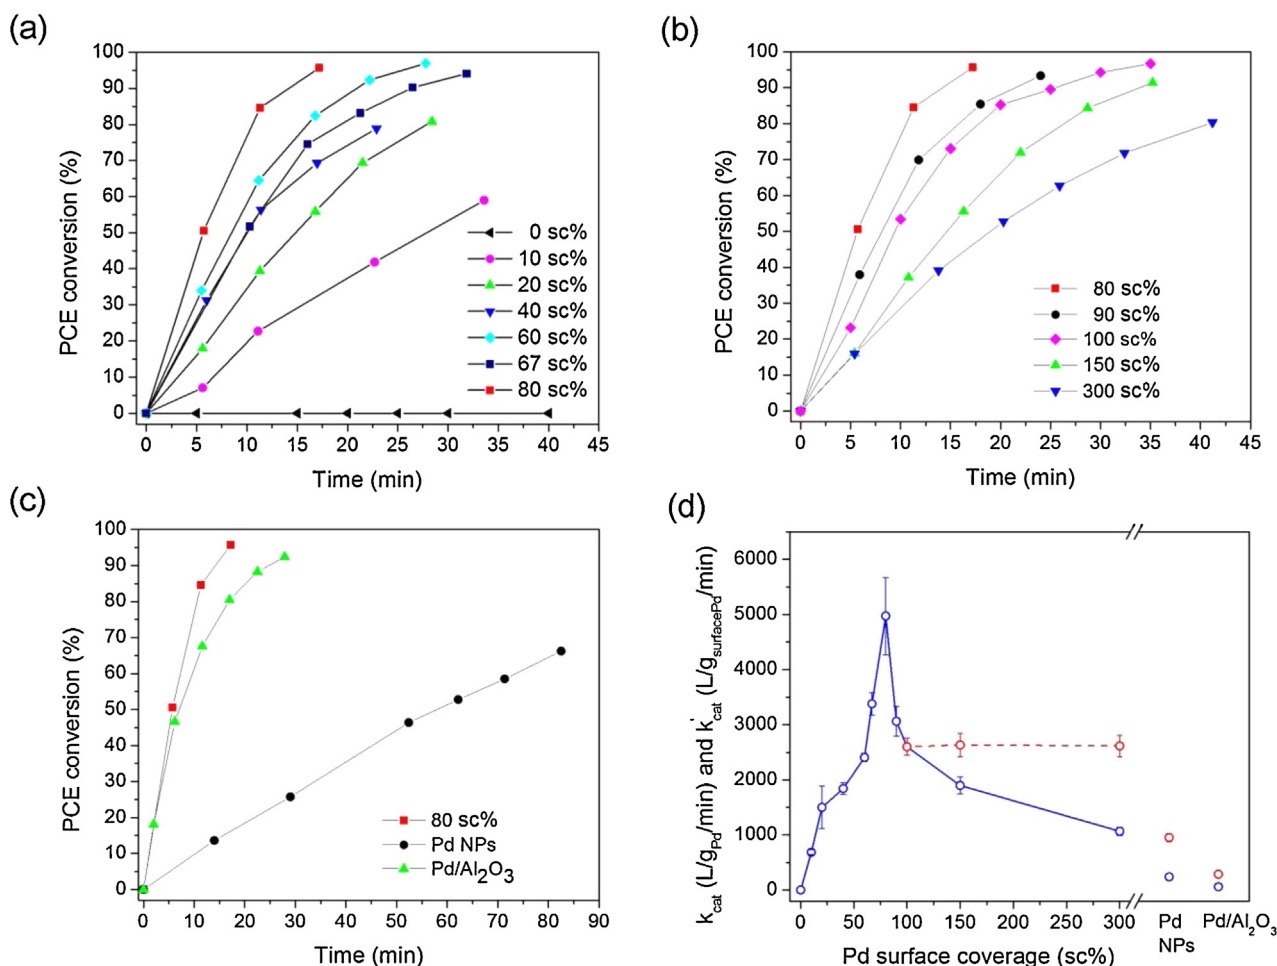 (a)
PCE conversion (%)
100
90
80
70
60
50
40
30
20
10
0
0 sc%
10 sc%
20 sc%
40 sc%
60 sc%
67 sc%
80 sc%
0 5 10 15 20 25 30 35 40 45
Time (min)
(b)
PCE conversion (%)
100
90
80
70
60
50
40
30
20
10
0
80 sc%
90 sc%
100 sc%
150 sc%
300 sc%
0 5 10 15 20 25 30 35 40 45
Time (min)
(c)
PCE conversion (%)
100
90
80
70
60
50
40
30
20
10
0
80 sc%
Pd NPs
Pd/Al₂O₃
0 10 20 30 40 50 60 70 80 90
Time (min)
(d)
k_cat (L/g_Pd/min) and k'_cat (L/g_surfacePd/min)
6000
5000
4000
3000
2000
1000
0
0 50 100 150 200 250 300 Pd Pd/Al₂O₃
NPs
Pd surface coverage (sc%)